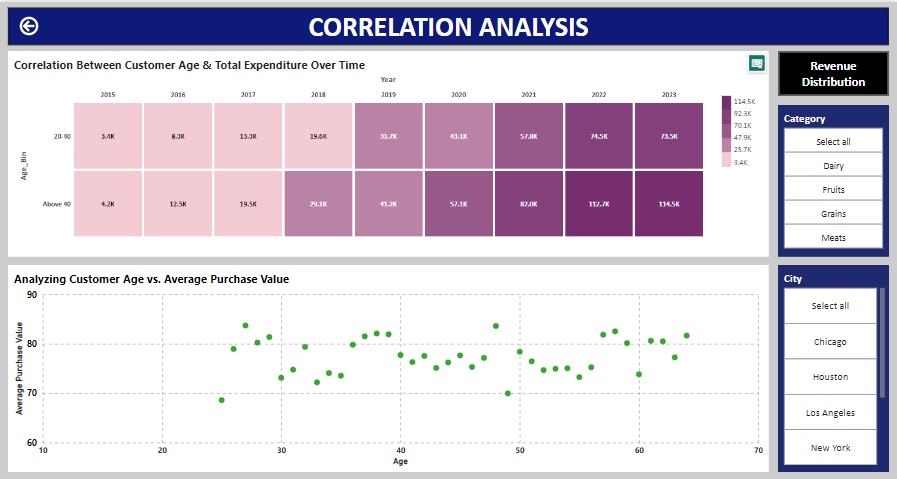 CORRELATION ANALYSIS
Correlation Between Customer Age & Total Expenditure Over Time
Year
2015 2016 2017 2018 2019 2020 2021 2022 2023
Age_Bin
20-40 3.4K 8.3K 13.3K 19.6K 31.7K 43.1K 57.8K 74.5K 73.5K
Above 40 4.2K 12.5K 19.5K 29.1K 41.2K 57.1K 82.0K 112.7K 114.5K
114.5K
92.3K
70.1K
47.9K
25.7K
3.4K
Revenue
Distribution
Category
Select all
Dairy
Fruits
Grains
Meats
Analyzing Customer Age vs. Average Purchase Value
Average Purchase Value
90
80
70
60
10 20 30 40 50 60 70
Age
City
Select all
Chicago
Houston
Los Angeles
New York